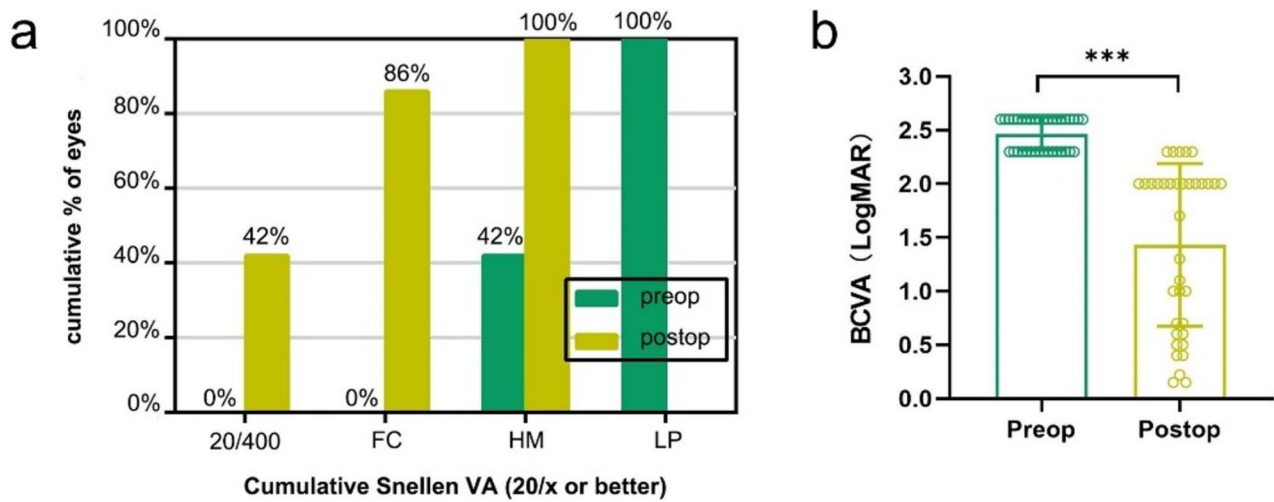 a
100%
80%
60%
40%
20%
0%
cumulative % of eyes
0%
42%
0%
86%
42%
100%
100%
preop
postop
20/400
FC
HM
LP
Cumulative Snellen VA (20/x or better)
b
***
3.0
2.5
2.0
1.5
1.0
0.5
0.0
BCVA（LogMAR）
Preop
Postop